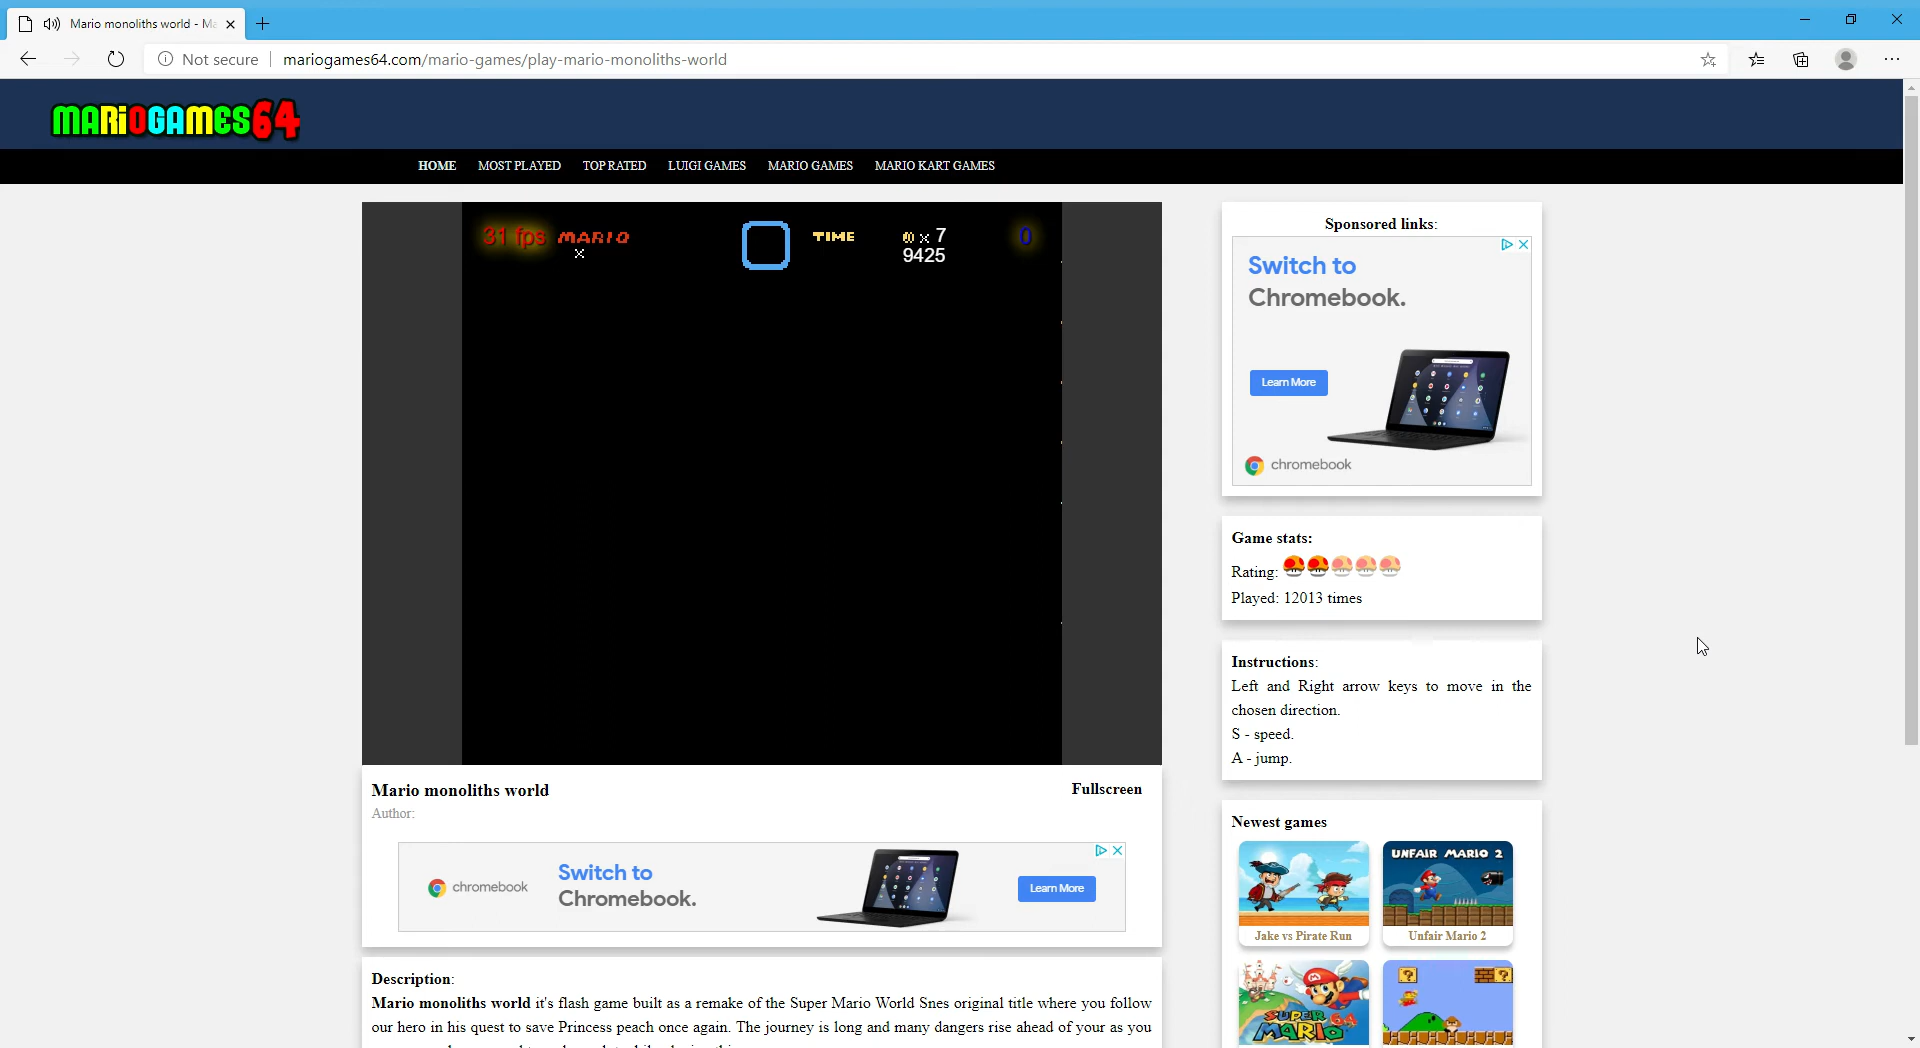 Mario monoliths world - Ma
Not secure
mariogames64.com/mario-games/play-mario-monoliths-world
MARIOGAMES64
HOME
MOST PLAYED
TOP RATED
LUIGI GAMES
MARIO GAMES
MARIO KART GAMES
31 fps
MARIO
x
TIME
x 7
9425
0
Mario monoliths world
Fullscreen
Author:
chromebook
Switch to
Chromebook.
Learn More
Description:
Mario monoliths world it's flash game built as a remake of the Super Mario World Snes original title where you follow
our hero in his quest to save Princess peach once again. The journey is long and many dangers rise ahead of your as you
Sponsored links:
Switch to
Chromebook.
Learn More
chromebook
Game stats:
Rating:
Played: 12013 times
Instructions:
Left and Right arrow keys to move in the
chosen direction.
S - speed.
A - jump.
Newest games
UNFAIR MARIO 2
Jake vs Pirate Run
Unfair Mario 2
SUPER
MARIO 64